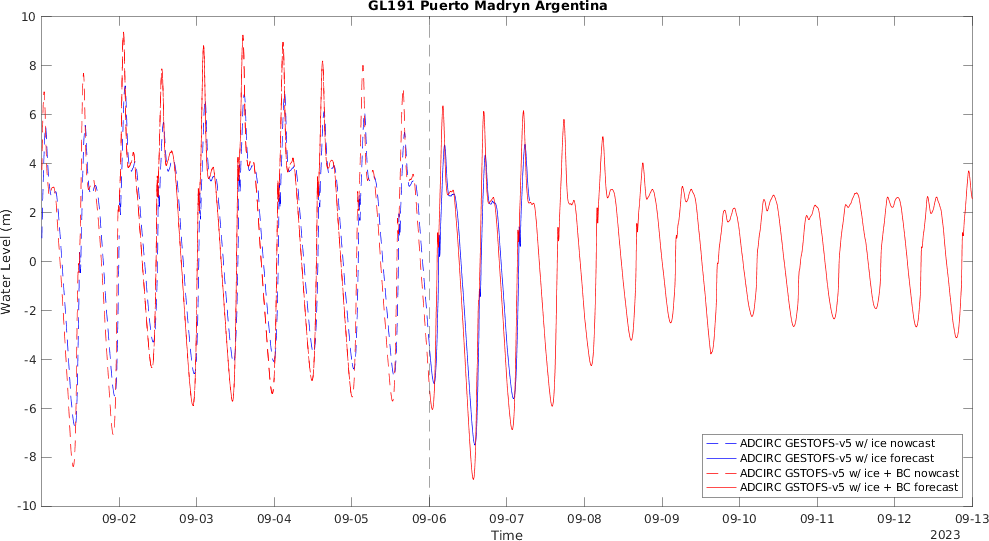 GL191 Puerto Madryn Argentina
Water Level (m)
10
8
6
4
2
0
-2
-4
-6
-8
-10
ADCIRC GESTOFS-v5 w/ ice nowcast
ADCIRC GESTOFS-v5 w/ ice forecast
ADCIRC GSTOFS-v5 w/ ice + BC nowcast
ADCIRC GSTOFS-v5 w/ ice + BC forecast
09-02 09-03 09-04 09-05 09-06 09-07 09-08 09-09 09-10 09-11 09-12 09-13
Time
2023